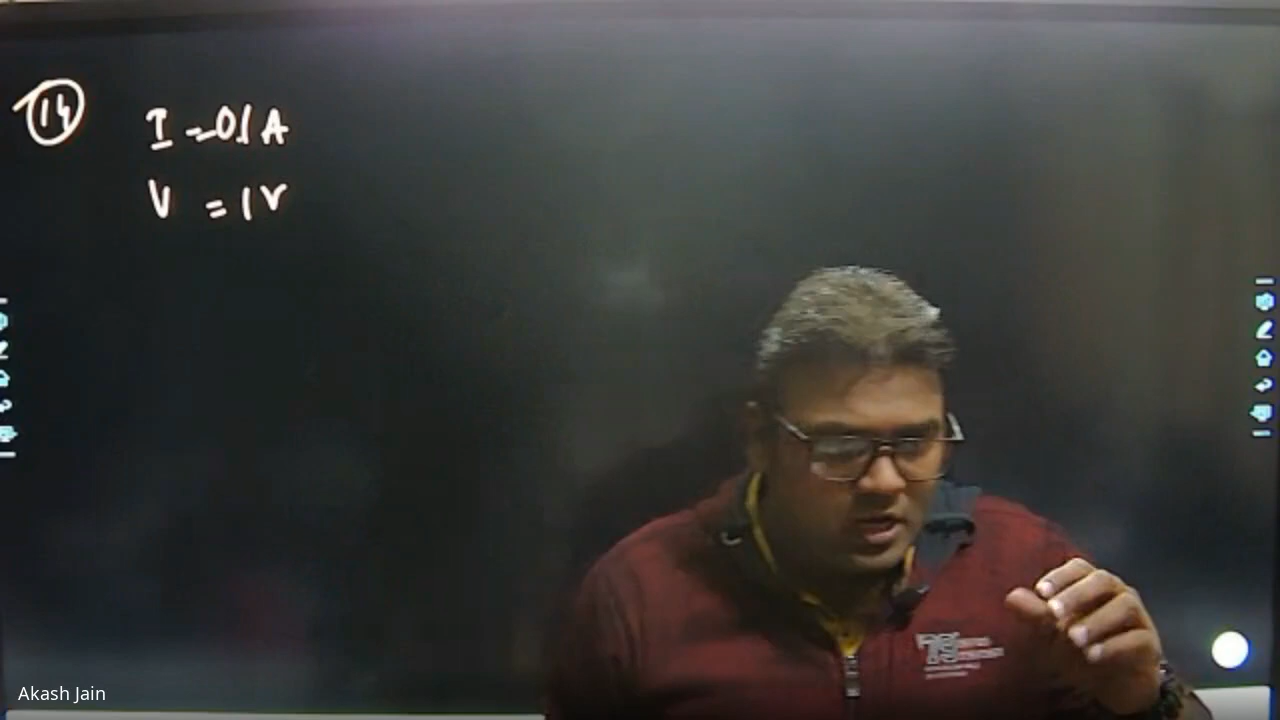 14
I = 0.1 A
V = 1 V
Akash Jain